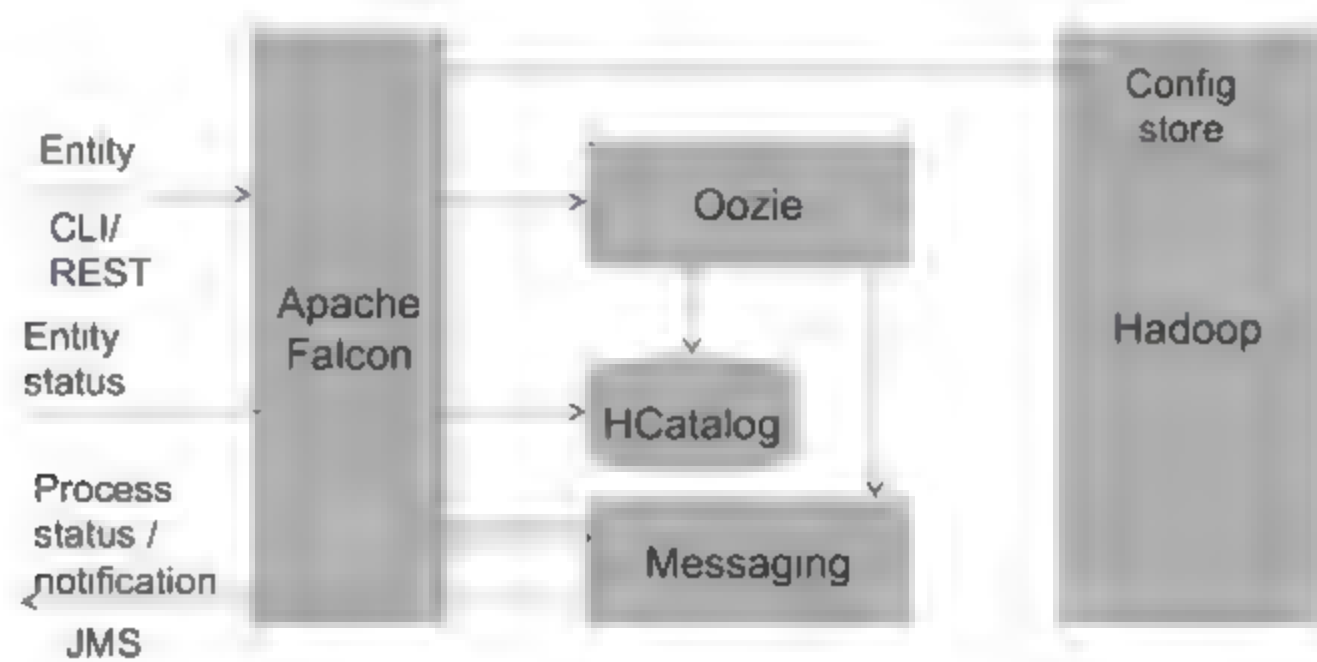 Entity
CLI/
REST
Entity
status
Process
status /
notification
JMS
Apache
Falcon
Oozie
HCatalog
Messaging
Config
store
Hadoop